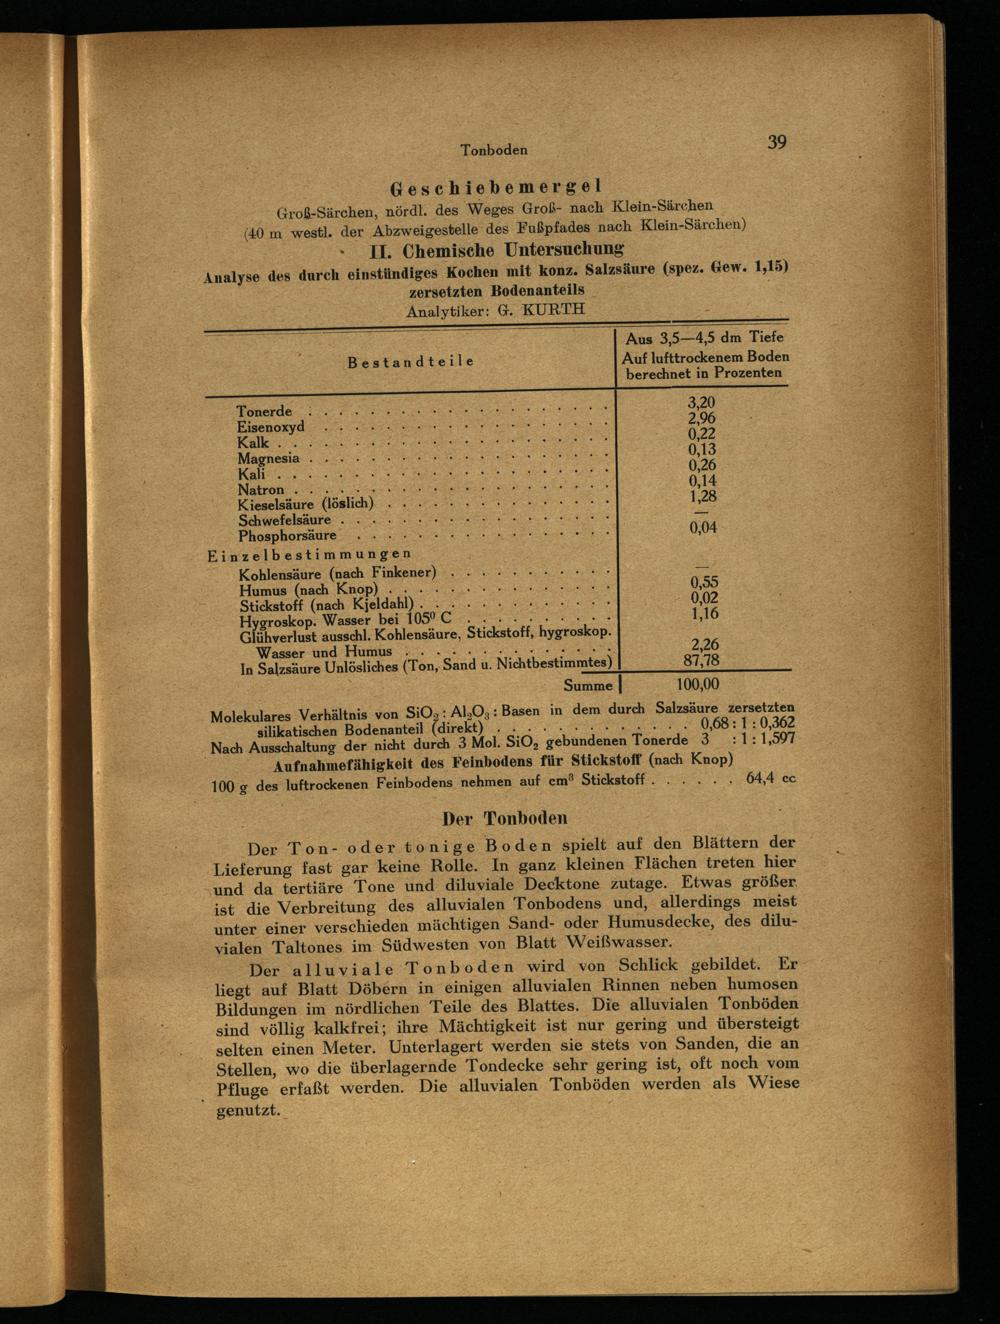 Tonboden
39
Geschiebemergel
Groß-Särchen, nördl. des Weges Groß- nach Klein-Särchen
(40 m westl. der Abzweigestelle des Fußpfades nach Klein-Särchen)
II. Chemische Untersuchung
Analyse des durch einstündiges Kochen mit konz. Salzsäure (spez. Gew. 1,15)
zersetzten Bodenanteils
Analytiker: G. KURTH
Bestandteile
Aus 3,5—4,5 dm Tiefe
Auf lufttrockenem Boden
berechnet in Prozenten
Tonerde . . . . . . . . . . . . . . . . . . . . 3,20
Eisenoxyd . . . . . . . . . . . . . . . . . . . 2,96
Kalk . . . . . . . . . . . . . . . . . . . . . . 0,22
Magnesia . . . . . . . . . . . . . . . . . . . . 0,13
Kali . . . . . . . . . . . . . . . . . . . . . . 0,26
Natron . . . . . . . . . . . . . . . . . . . . . 0,14
Kieselsäure (löslich) . . . . . . . . . . . . . . . 1,28
Schwefelsäure . . . . . . . . . . . . . . . . . . —
Phosphorsäure . . . . . . . . . . . . . . . . . 0,04
Einzelbestimmungen
Kohlensäure (nach Finkener) . . . . . . . . . . . —
Humus (nach Knop) . . . . . . . . . . . . . . . 0,55
Stickstoff (nach Kjeldahl) . . . . . . . . . . . . . 0,02
Hygroskop. Wasser bei 105⁰ C . . . . . . . . . . 1,16
Glühverlust ausschl. Kohlensäure, Stickstoff, hygroskop.
Wasser und Humus . . . . . . . . . . . . . . 2,26
In Salzsäure Unlösliches (Ton, Sand u. Nichtbestimmtes) 87,78
Summe 100,00
Molekulares Verhältnis von SiO₂ : Al₂O₃ : Basen in dem durch Salzsäure zersetzten
silikatischen Bodenanteil (direkt) . . . . . . . . . . . . . 0,68 : 1 : 0,362
Nach Ausschaltung der nicht durch 3 Mol. SiO₂ gebundenen Tonerde 3 : 1 : 1,597
Aufnahmefähigkeit des Feinbodens für Stickstoff (nach Knop)
100 g des luftrockenen Feinbodens nehmen auf cm³ Stickstoff . . . . . . 64,4 cc
Der Tonboden
Der Ton- oder tonige Boden spielt auf den Blättern der
Lieferung fast gar keine Rolle. In ganz kleinen Flächen treten hier
und da tertiäre Tone und diluviale Decktone zutage. Etwas größer
ist die Verbreitung des alluvialen Tonbodens und, allerdings meist
unter einer verschieden mächtigen Sand- oder Humusdecke, des dilu-
vialen Taltones im Südwesten von Blatt Weißwasser.
Der alluviale Tonboden wird von Schlick gebildet. Er
liegt auf Blatt Döbern in einigen alluvialen Rinnen neben humosen
Bildungen im nördlichen Teile des Blattes. Die alluvialen Tonböden
sind völlig kalkfrei; ihre Mächtigkeit ist nur gering und übersteigt
selten einen Meter. Unterlagert werden sie stets von Sanden, die an
Stellen, wo die überlagernde Tondecke sehr gering ist, oft noch vom
Pfluge erfaßt werden. Die alluvialen Tonböden werden als Wiese
genutzt.